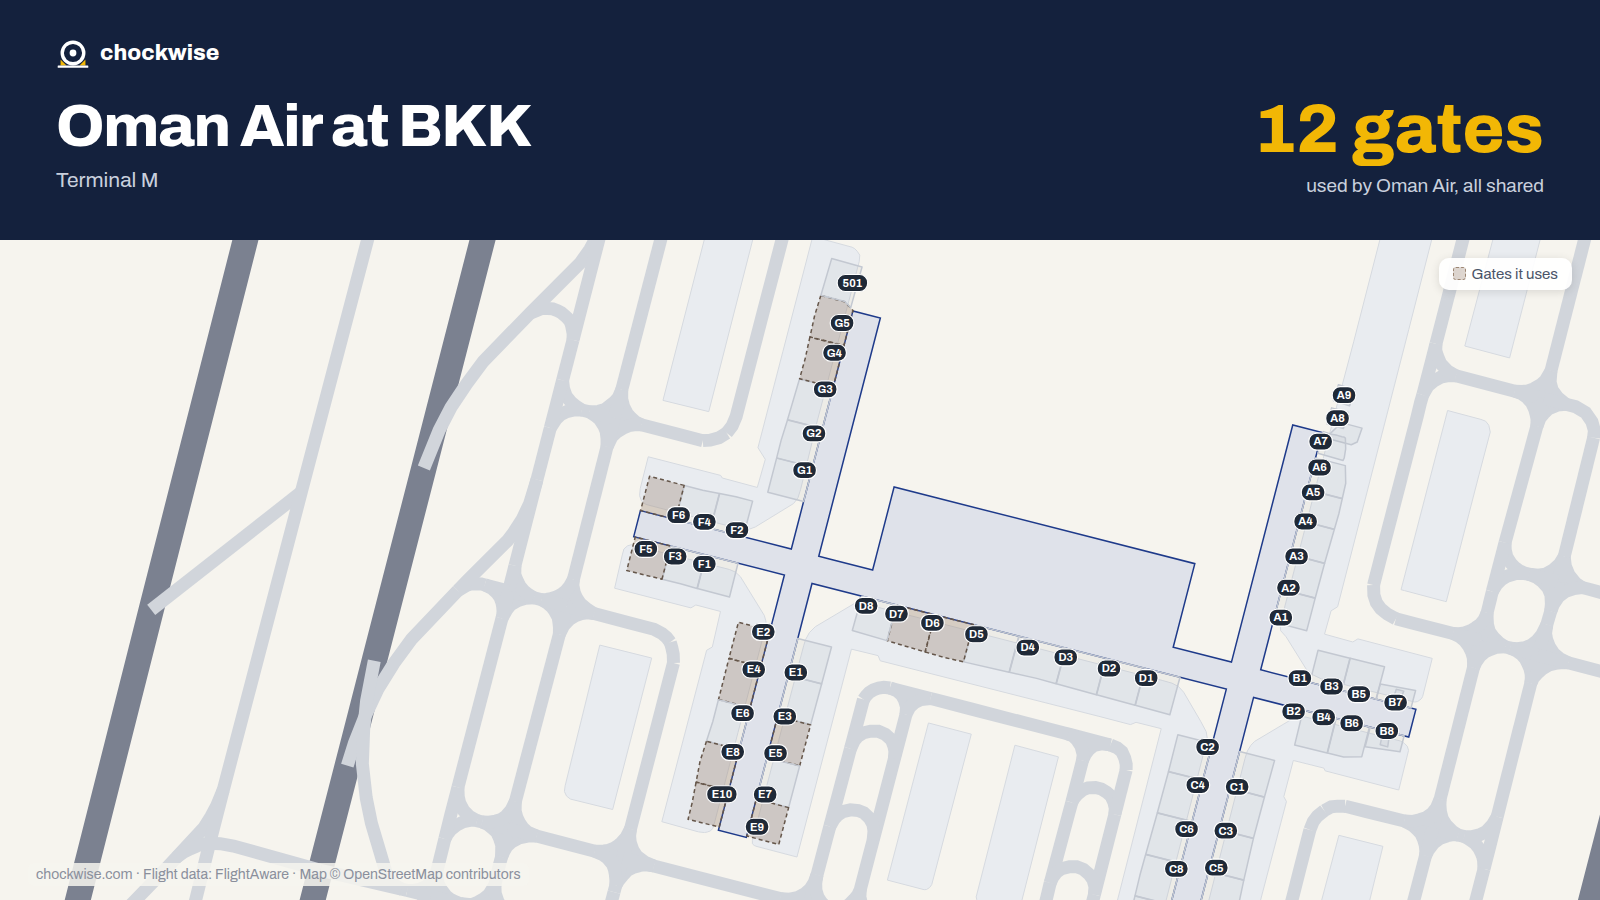 chockwise
Oman Air at BKK
Terminal M
12 gates
used by Oman Air, all shared
Gates it uses
501
G5
G4
G3
G2
G1
F6
F4
F2
F5
F3
F1
E2
E4
E1
E6
E3
E8
E5
E10
E7
E9
D8
D7
D6
D5
D4
D3
D2
D1
A9
A8
A7
A6
A5
A4
A3
A2
A1
B1
B3
B5
B7
B2
B4
B6
B8
C2
C4
C1
C6
C3
C8
C5
chockwise.com · Flight data: FlightAware · Map © OpenStreetMap contributors